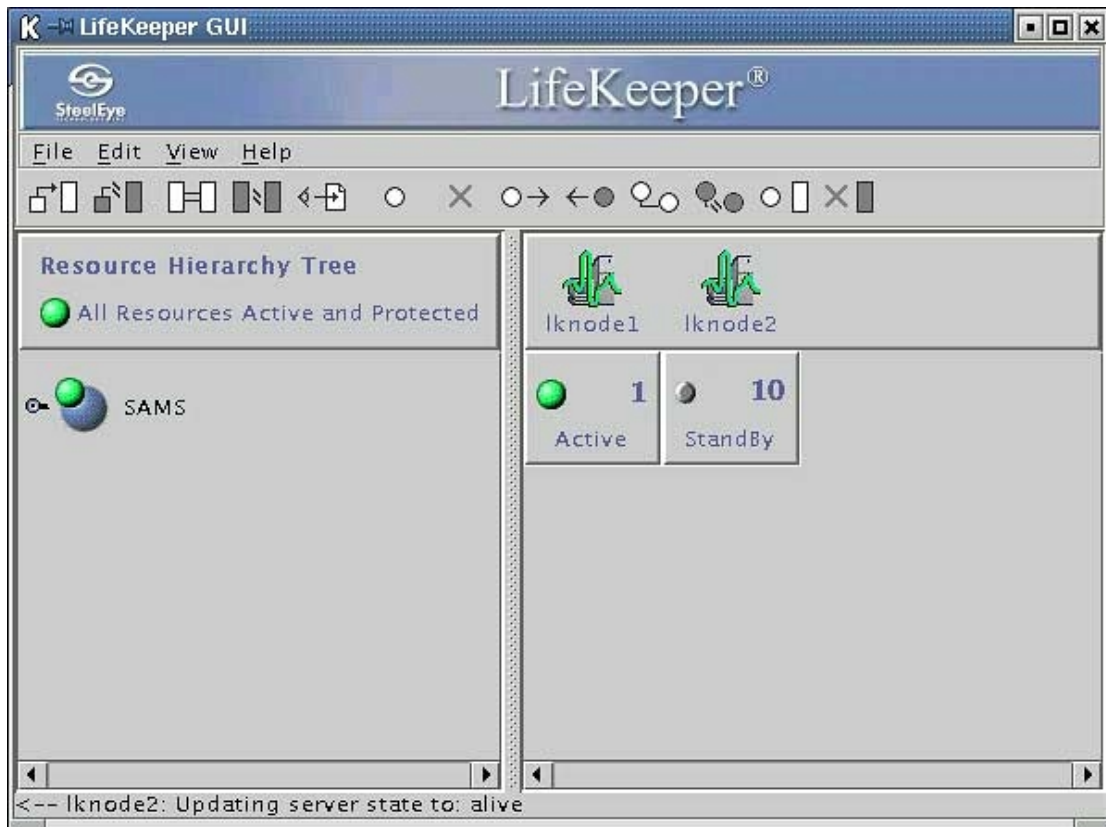 LifeKeeper GUI
SteelEye
LifeKeeper®
File Edit View Help
Resource Hierarchy Tree
All Resources Active and Protected
lknode1 lknode2
SAMS
1 10
Active StandBy
<-- lknode2: Updating server state to: alive